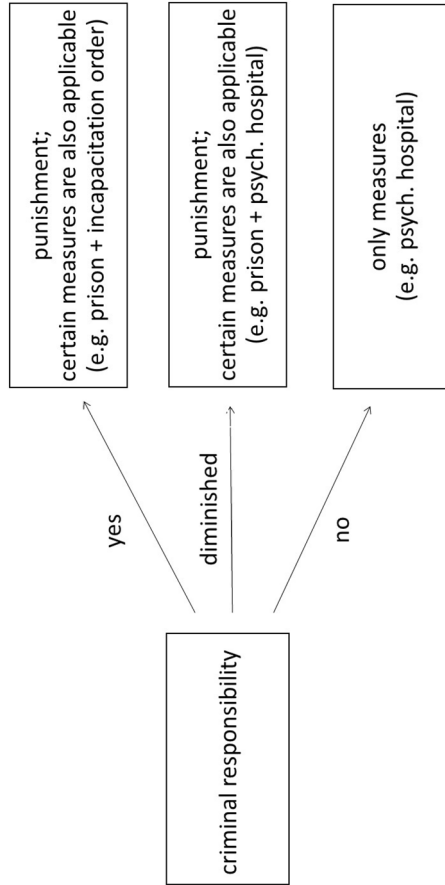 criminal responsibility
yes
punishment;
certain measures are also applicable
(e.g. prison + incapacitation order)
diminished
punishment;
certain measures are also applicable
(e.g. prison + psych. hospital)
no
only measures
(e.g. psych. hospital)